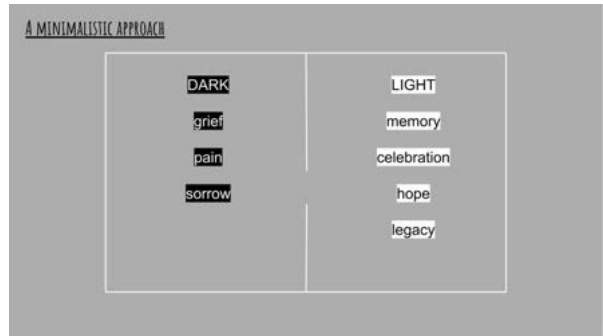 A MINIMALISTIC APPROACH
DARK
grief
pain
sorrow
LIGHT
memory
celebration
hope
legacy